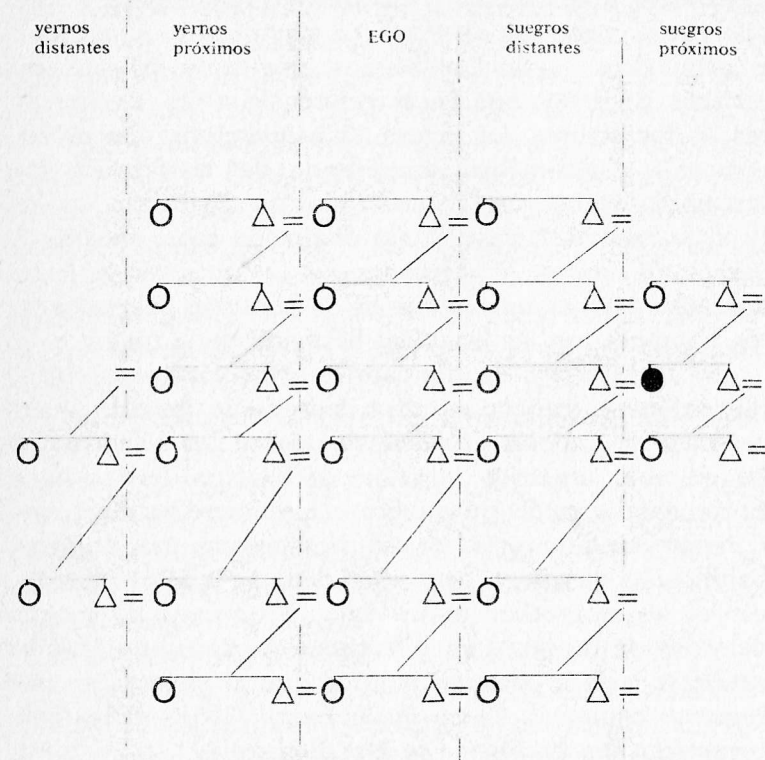 yernos
distantes
yernos
próximos
EGO
suegros
distantes
suegros
próximos